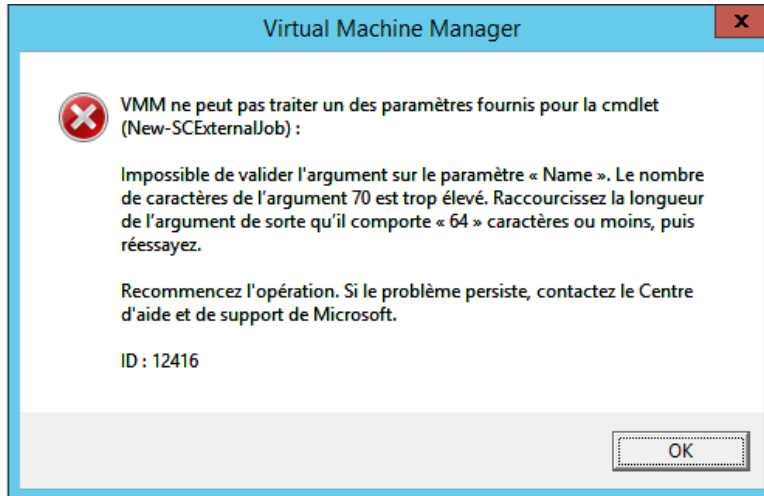 Virtual Machine Manager
x
VMM ne peut pas traiter un des paramètres fournis pour la cmdlet
(New-SCExternalJob) :
Impossible de valider l'argument sur le paramètre « Name ». Le nombre
de caractères de l’argument 70 est trop élevé. Raccourcissez la longueur
de l’argument de sorte qu’il comporte « 64 » caractères ou moins, puis
réessayez.
Recommencez l'opération. Si le problème persiste, contactez le Centre
d'aide et de support de Microsoft.
ID : 12416
OK